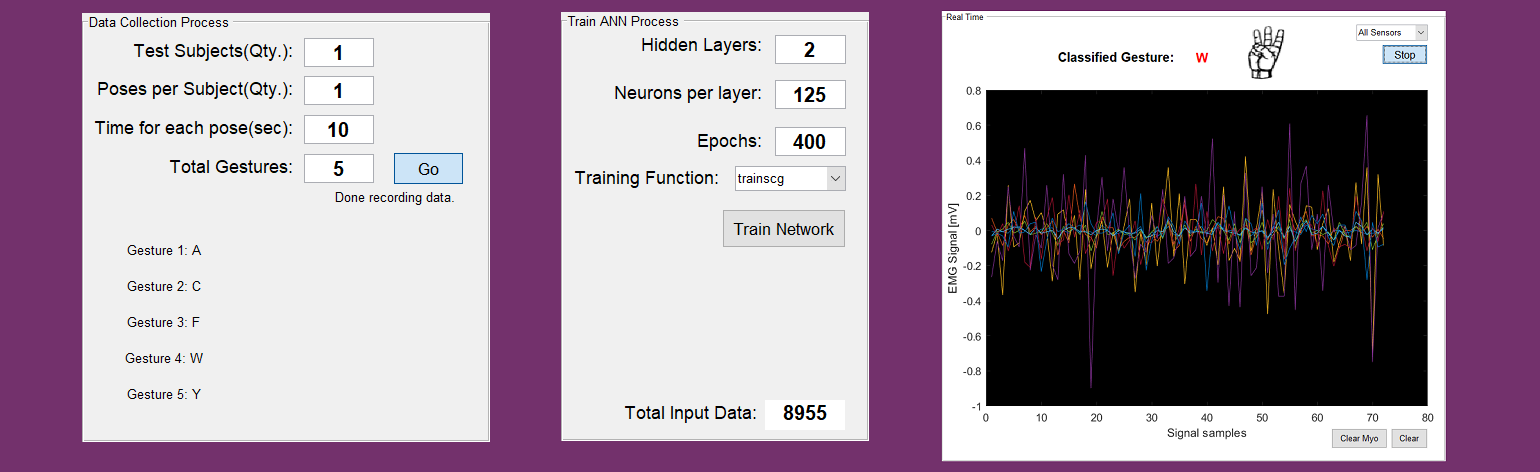 Data Collection Process
Test Subjects(Qty.): 1
Poses per Subject(Qty.): 1
Time for each pose(sec): 10
Total Gestures: 5 Go
Done recording data.
Gesture 1: A
Gesture 2: C
Gesture 3: F
Gesture 4: W
Gesture 5: Y
Train ANN Process
Hidden Layers: 2
Neurons per layer: 125
Epochs: 400
Training Function: trainscg
Train Network
Total Input Data: 8955
Real Time
All Sensors
Classified Gesture: W
Stop
EMG Signal [mV]
0.8
0.6
0.4
0.2
0
-0.2
-0.4
-0.6
-0.8
-1
0 10 20 30 40 50 60 70 80
Signal samples
Clear Myo Clear